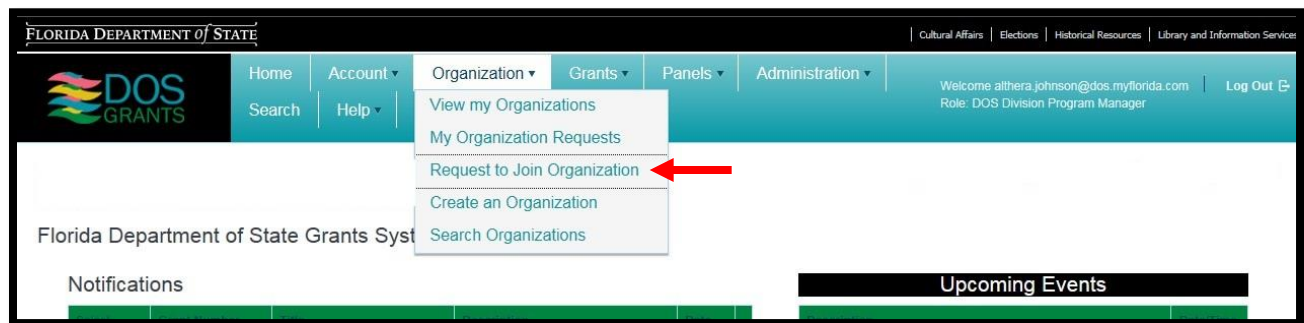 FLORIDA DEPARTMENT of STATE
Cultural Affairs | Elections | Historical Resources | Library and Information Services
DOS
GRANTS
Home
Account
Organization
Grants
Panels
Administration
Search
Help
Welcome althera.johnson@dos.myflorida.com
Log Out
Role: DOS Division Program Manager
View my Organizations
My Organization Requests
Request to Join Organization
Create an Organization
Search Organizations
Florida Department of State Grants Syst
Notifications
Upcoming Events